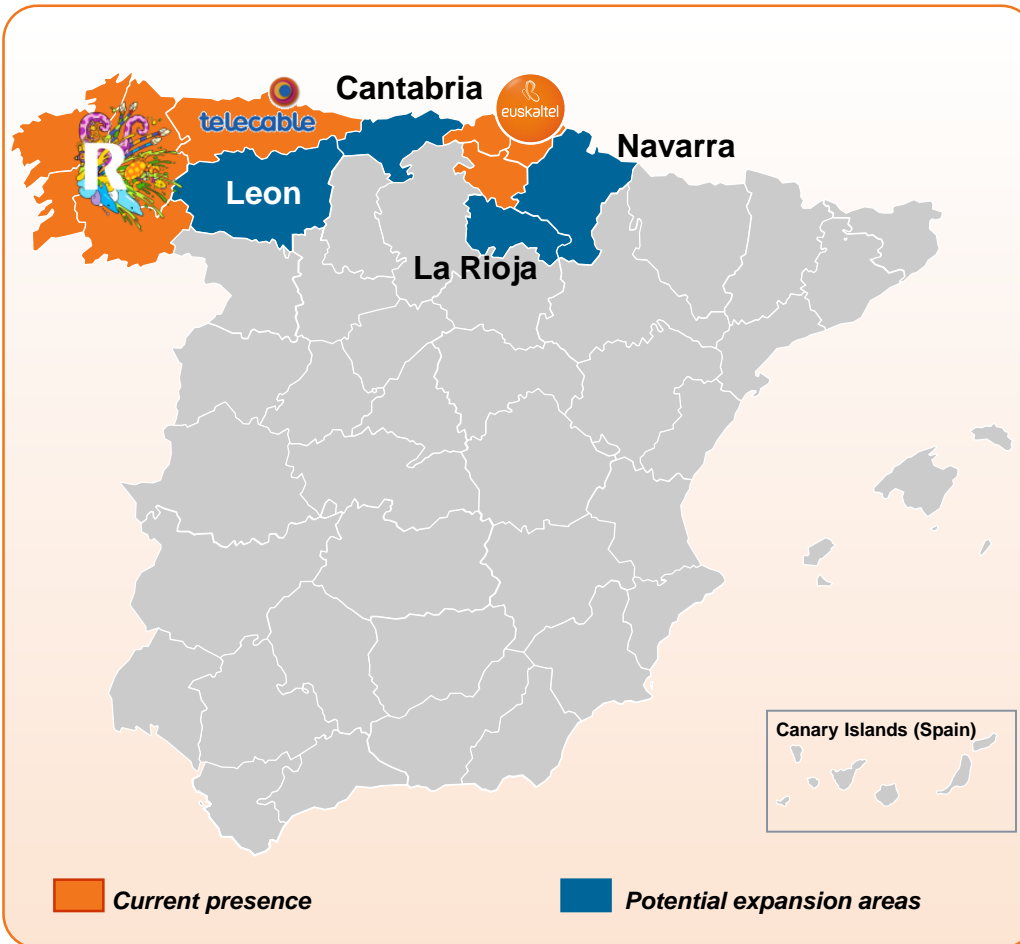 Cantabria
euskaltel
telecable
Navarra
R
Leon
La Rioja
Canary Islands (Spain)
Current presence
Potential expansion areas